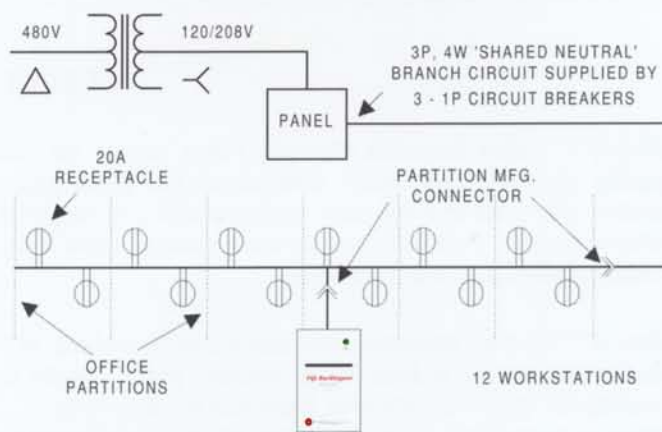 480V
120/208V
3P, 4W 'SHARED NEUTRAL'
BRANCH CIRCUIT SUPPLIED BY
3 - 1P CIRCUIT BREAKERS
PANEL
20A
RECEPTACLE
PARTITION MFG.
CONNECTOR
OFFICE
PARTITIONS
12 WORKSTATIONS